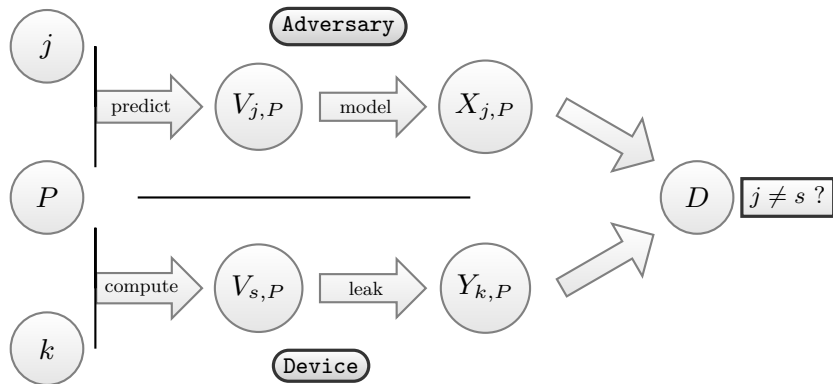 Adversary
j
predict
V_{j,P}
model
X_{j,P}
P
D
j ≠ s ?
compute
V_{s,P}
leak
Y_{k,P}
k
Device